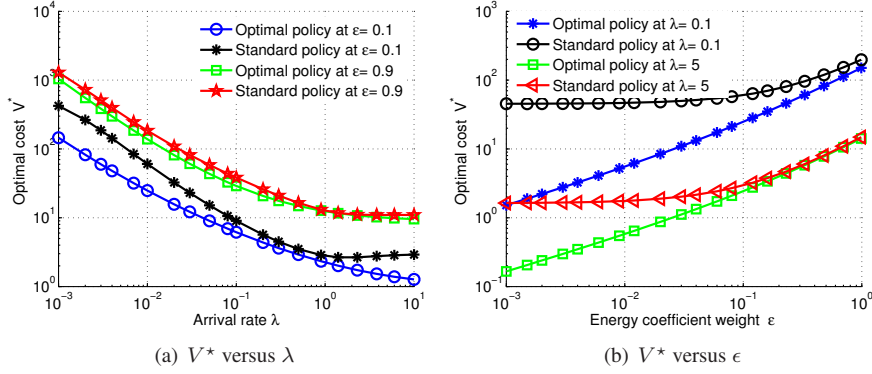 10^4
10^3
10^2
10^1
10^0
Optimal cost V^*
Optimal policy at ε= 0.1
Standard policy at ε= 0.1
Optimal policy at ε= 0.9
Standard policy at ε= 0.9
10^−3
10^−2
10^−1
10^0
10^1
Arrival rate λ
(a) V⋆ versus λ
10^3
10^2
10^1
10^0
10^−1
Optimal cost V^*
Optimal policy at λ= 0.1
Standard policy at λ= 0.1
Optimal policy at λ= 5
Standard policy at λ= 5
10^−3
10^−2
10^−1
10^0
Energy coefficient weight ε
(b) V⋆ versus ϵ